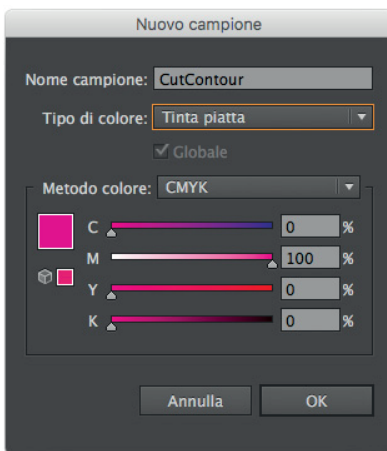 Nuovo campione
Nome campione: CutContour
Tipo di colore: Tinta piatta
Globale
Metodo colore: CMYK
C 0 %
M 100 %
Y 0 %
K 0 %
Annulla OK